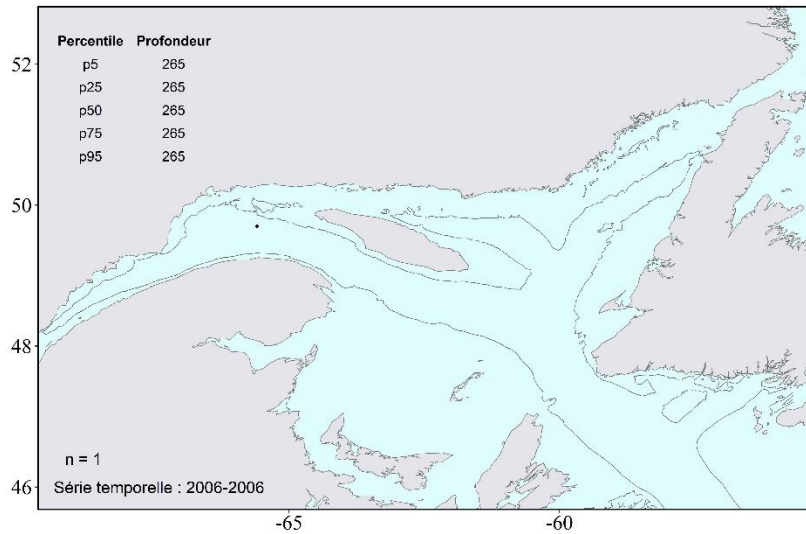 Percentile Profondeur
p5 265
p25 265
p50 265
p75 265
p95 265
52
50
48
46
n = 1
Série temporelle : 2006-2006
-65 -60